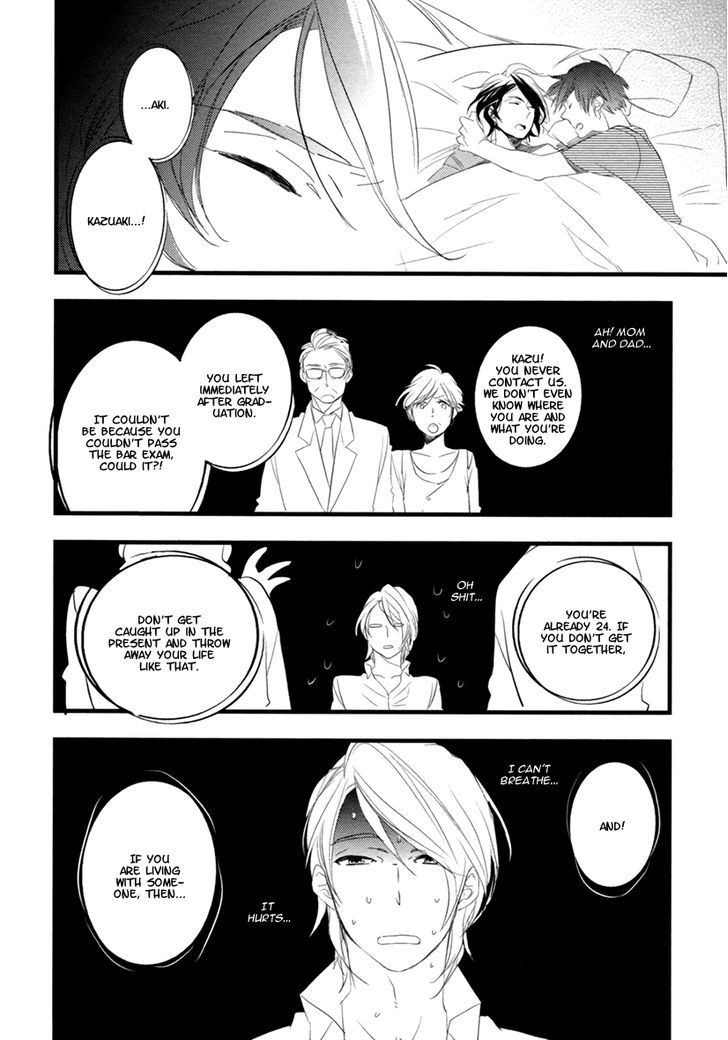 ...AKI.
KAZUAKI...!
AH! MOM
AND DAD...
KAZU!
YOU NEVER
CONTACT US.
WE DON'T EVEN
KNOW WHERE
YOU ARE AND
WHAT YOU'RE
DOING.
YOU LEFT
IMMEDIATELY
AFTER GRAD-
UATION.
IT COULDN'T
BE BECAUSE YOU
COULDN'T PASS
THE BAR EXAM,
COULD IT?!
YOU'RE
ALREADY 24. IF
YOU DON'T GET
IT TOGETHER,
OH
SHIT...
DON'T GET
CAUGHT UP IN THE
PRESENT AND THROW
AWAY YOUR LIFE
LIKE THAT.
AND!
I CAN'T
BREATHE...
IT
HURTS...
IF YOU
ARE LIVING
WITH SOME-
ONE, THEN...